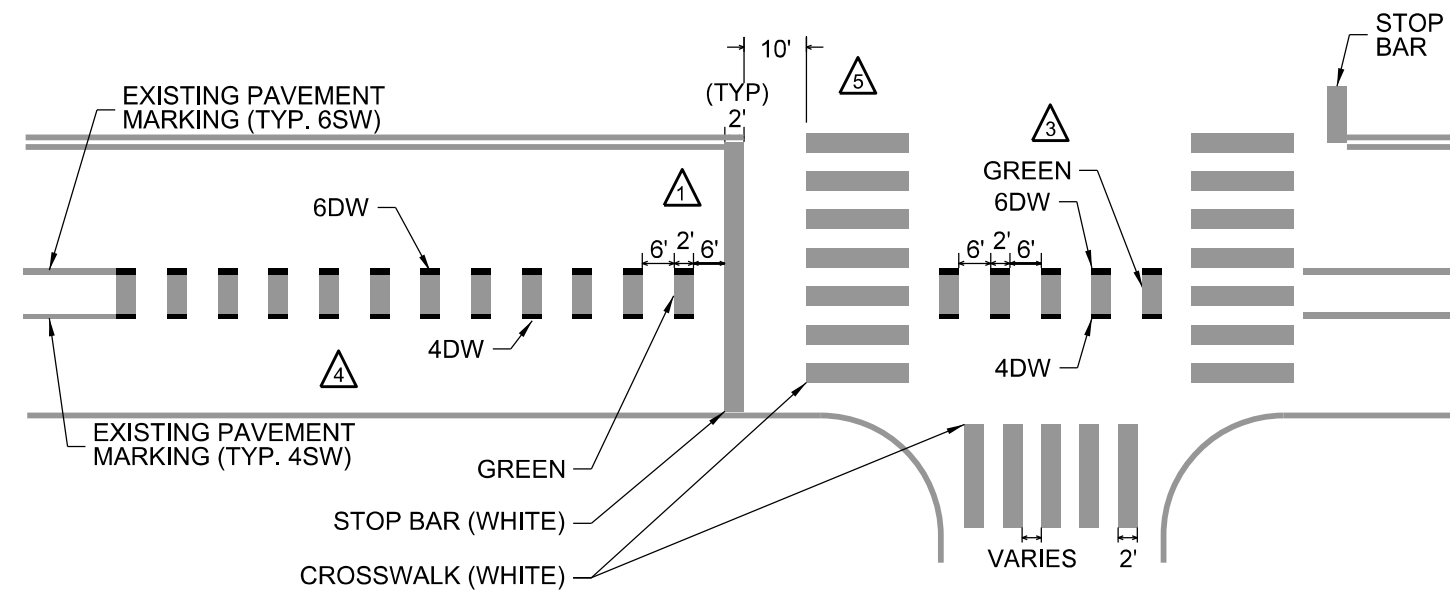 STOP
BAR
10'
5
(TYP)
2'
EXISTING PAVEMENT
MARKING (TYP. 6SW)
3
GREEN
6DW
1
6DW
6' 2' 6'
6' 2' 6'
4DW
4DW
4
EXISTING PAVEMENT
MARKING (TYP. 4SW)
GREEN
STOP BAR (WHITE)
VARIES
2'
CROSSWALK (WHITE)